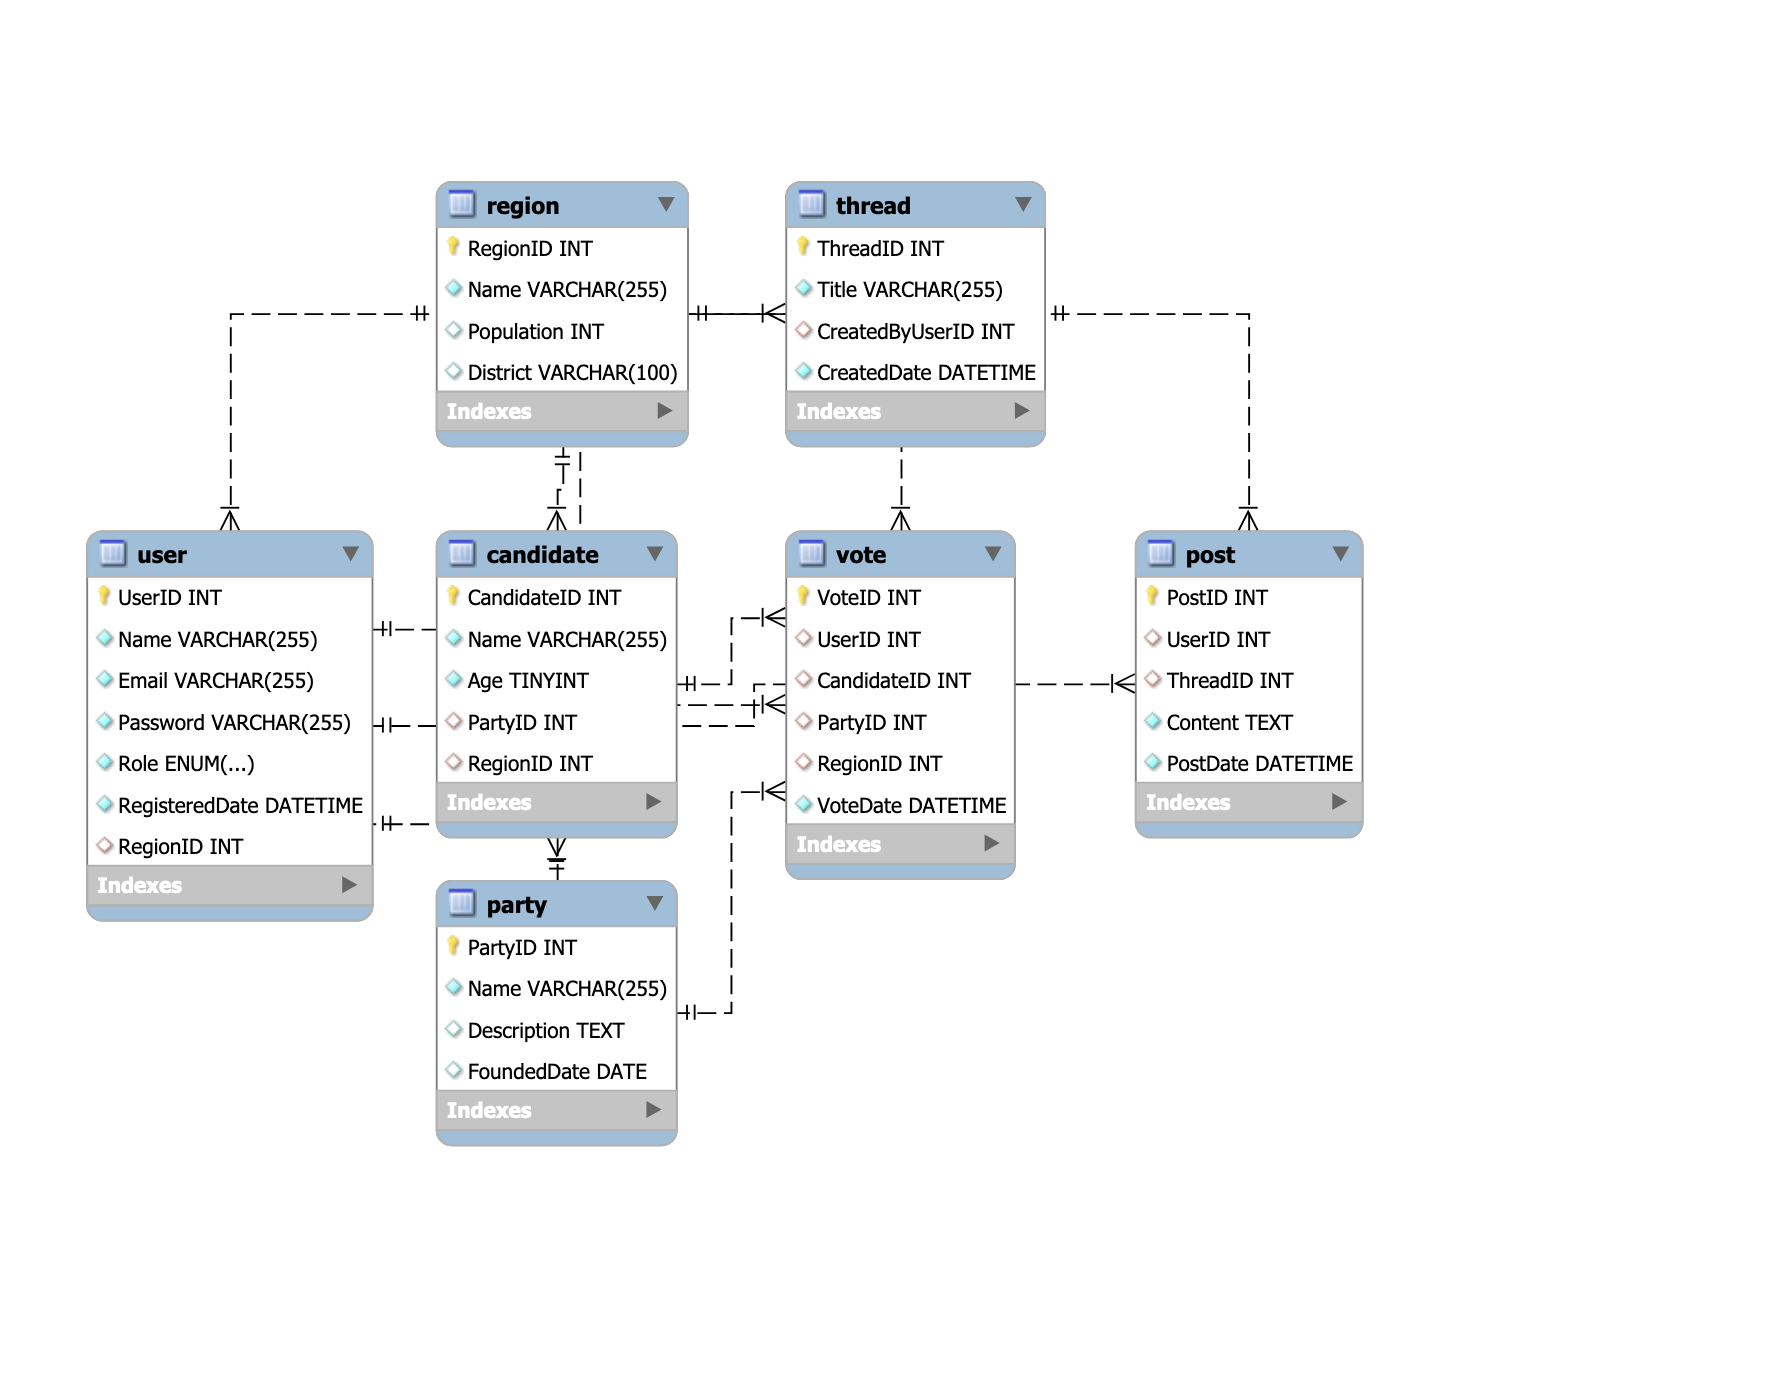 region
RegionID INT
Name VARCHAR(255)
Population INT
District VARCHAR(100)
Indexes
thread
ThreadID INT
Title VARCHAR(255)
CreatedByUserID INT
CreatedDate DATETIME
Indexes
user
UserID INT
Name VARCHAR(255)
Email VARCHAR(255)
Password VARCHAR(255)
Role ENUM(...)
RegisteredDate DATETIME
RegionID INT
Indexes
candidate
CandidateID INT
Name VARCHAR(255)
Age TINYINT
PartyID INT
RegionID INT
Indexes
vote
VoteID INT
UserID INT
CandidateID INT
PartyID INT
RegionID INT
VoteDate DATETIME
Indexes
post
PostID INT
UserID INT
ThreadID INT
Content TEXT
PostDate DATETIME
Indexes
party
PartyID INT
Name VARCHAR(255)
Description TEXT
FoundedDate DATE
Indexes